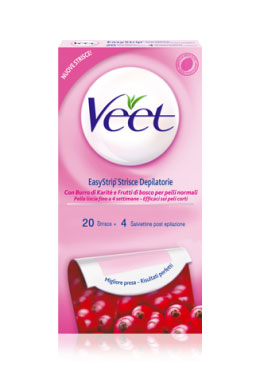 NUOVE STRISCE!
Veet
EasyStrip Strisce Depilatorie
Con Burro di Karité e Frutti di bosco per pelli normali
Pelle liscia fino a 4 settimane - Efficaci sui peli corti
20 Strisce + 4 Salviettine post epilazione
Migliore presa - Risultati perfetti